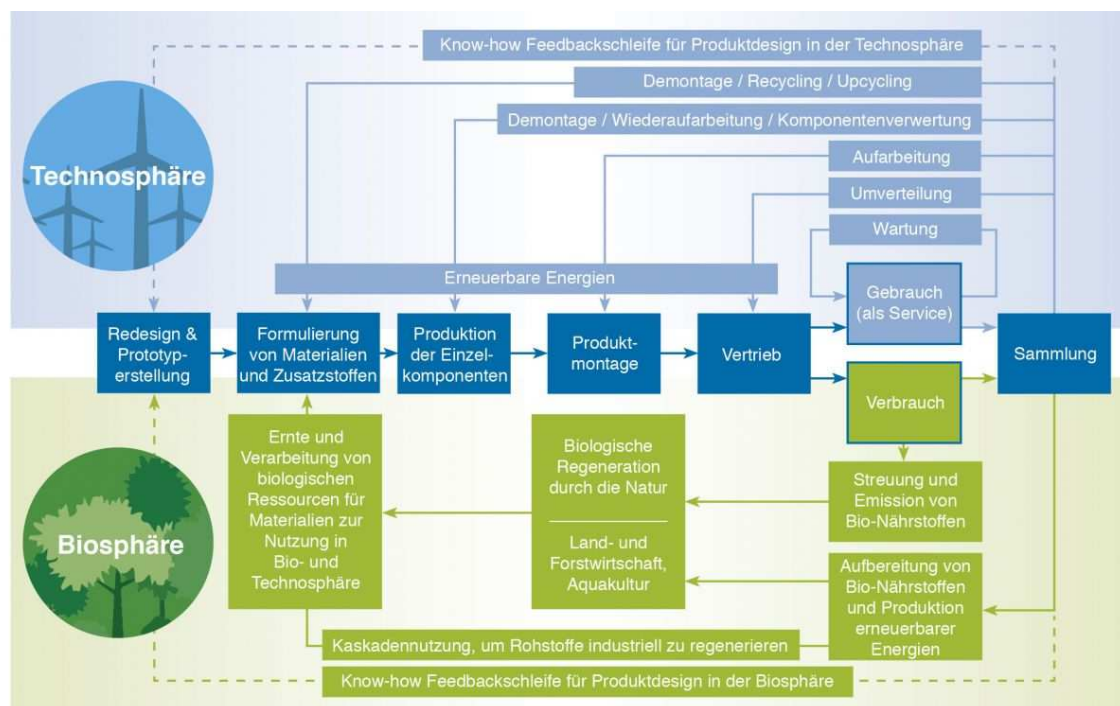 Know-how Feedbackschleife für Produktdesign in der Technosphäre
Demontage / Recycling / Upcycling
Demontage / Wiederaufarbeitung / Komponentenverwertung
Aufarbeitung
Umverteilung
Wartung
Technosphäre
Erneuerbare Energien
Redesign &
Prototyp-
erstellung
Formulierung
von Materialien
und Zusatzstoffen
Produktion
der Einzel-
komponenten
Produkt-
montage
Vertrieb
Gebrauch
(als Service)
Verbrauch
Sammlung
Biosphäre
Ernte und
Verarbeitung von
biologischen
Ressourcen für
Materialien zur
Nutzung in
Bio- und
Technosphäre
Biologische
Regeneration
durch die Natur
Land- und
Forstwirtschaft,
Aquakultur
Streuung und
Emission von
Bio-Nährstoffen
Aufbereitung von
Bio-Nährstoffen
und Produktion
erneuerbarer
Energien
Kaskadennutzung, um Rohstoffe industriell zu regenerieren
Know-how Feedbackschleife für Produktdesign in der Biosphäre